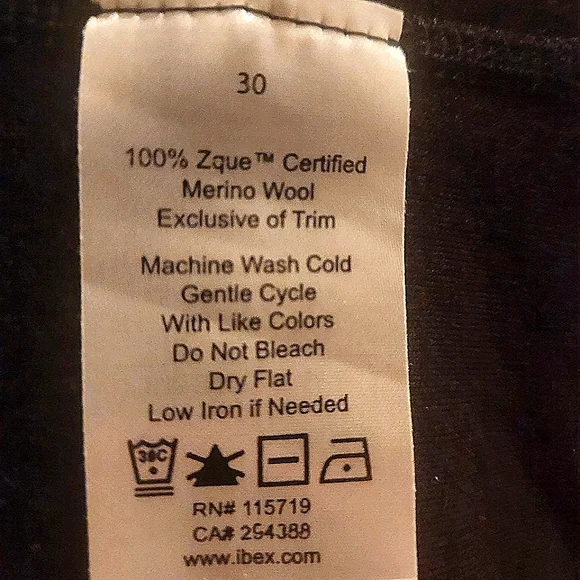 30
100% Zque™ Certified
Merino Wool
Exclusive of Trim
Machine Wash Cold
Gentle Cycle
With Like Colors
Do Not Bleach
Dry Flat
Low Iron if Needed
30C
RN# 115719
CA# 254388
www.ibex.com